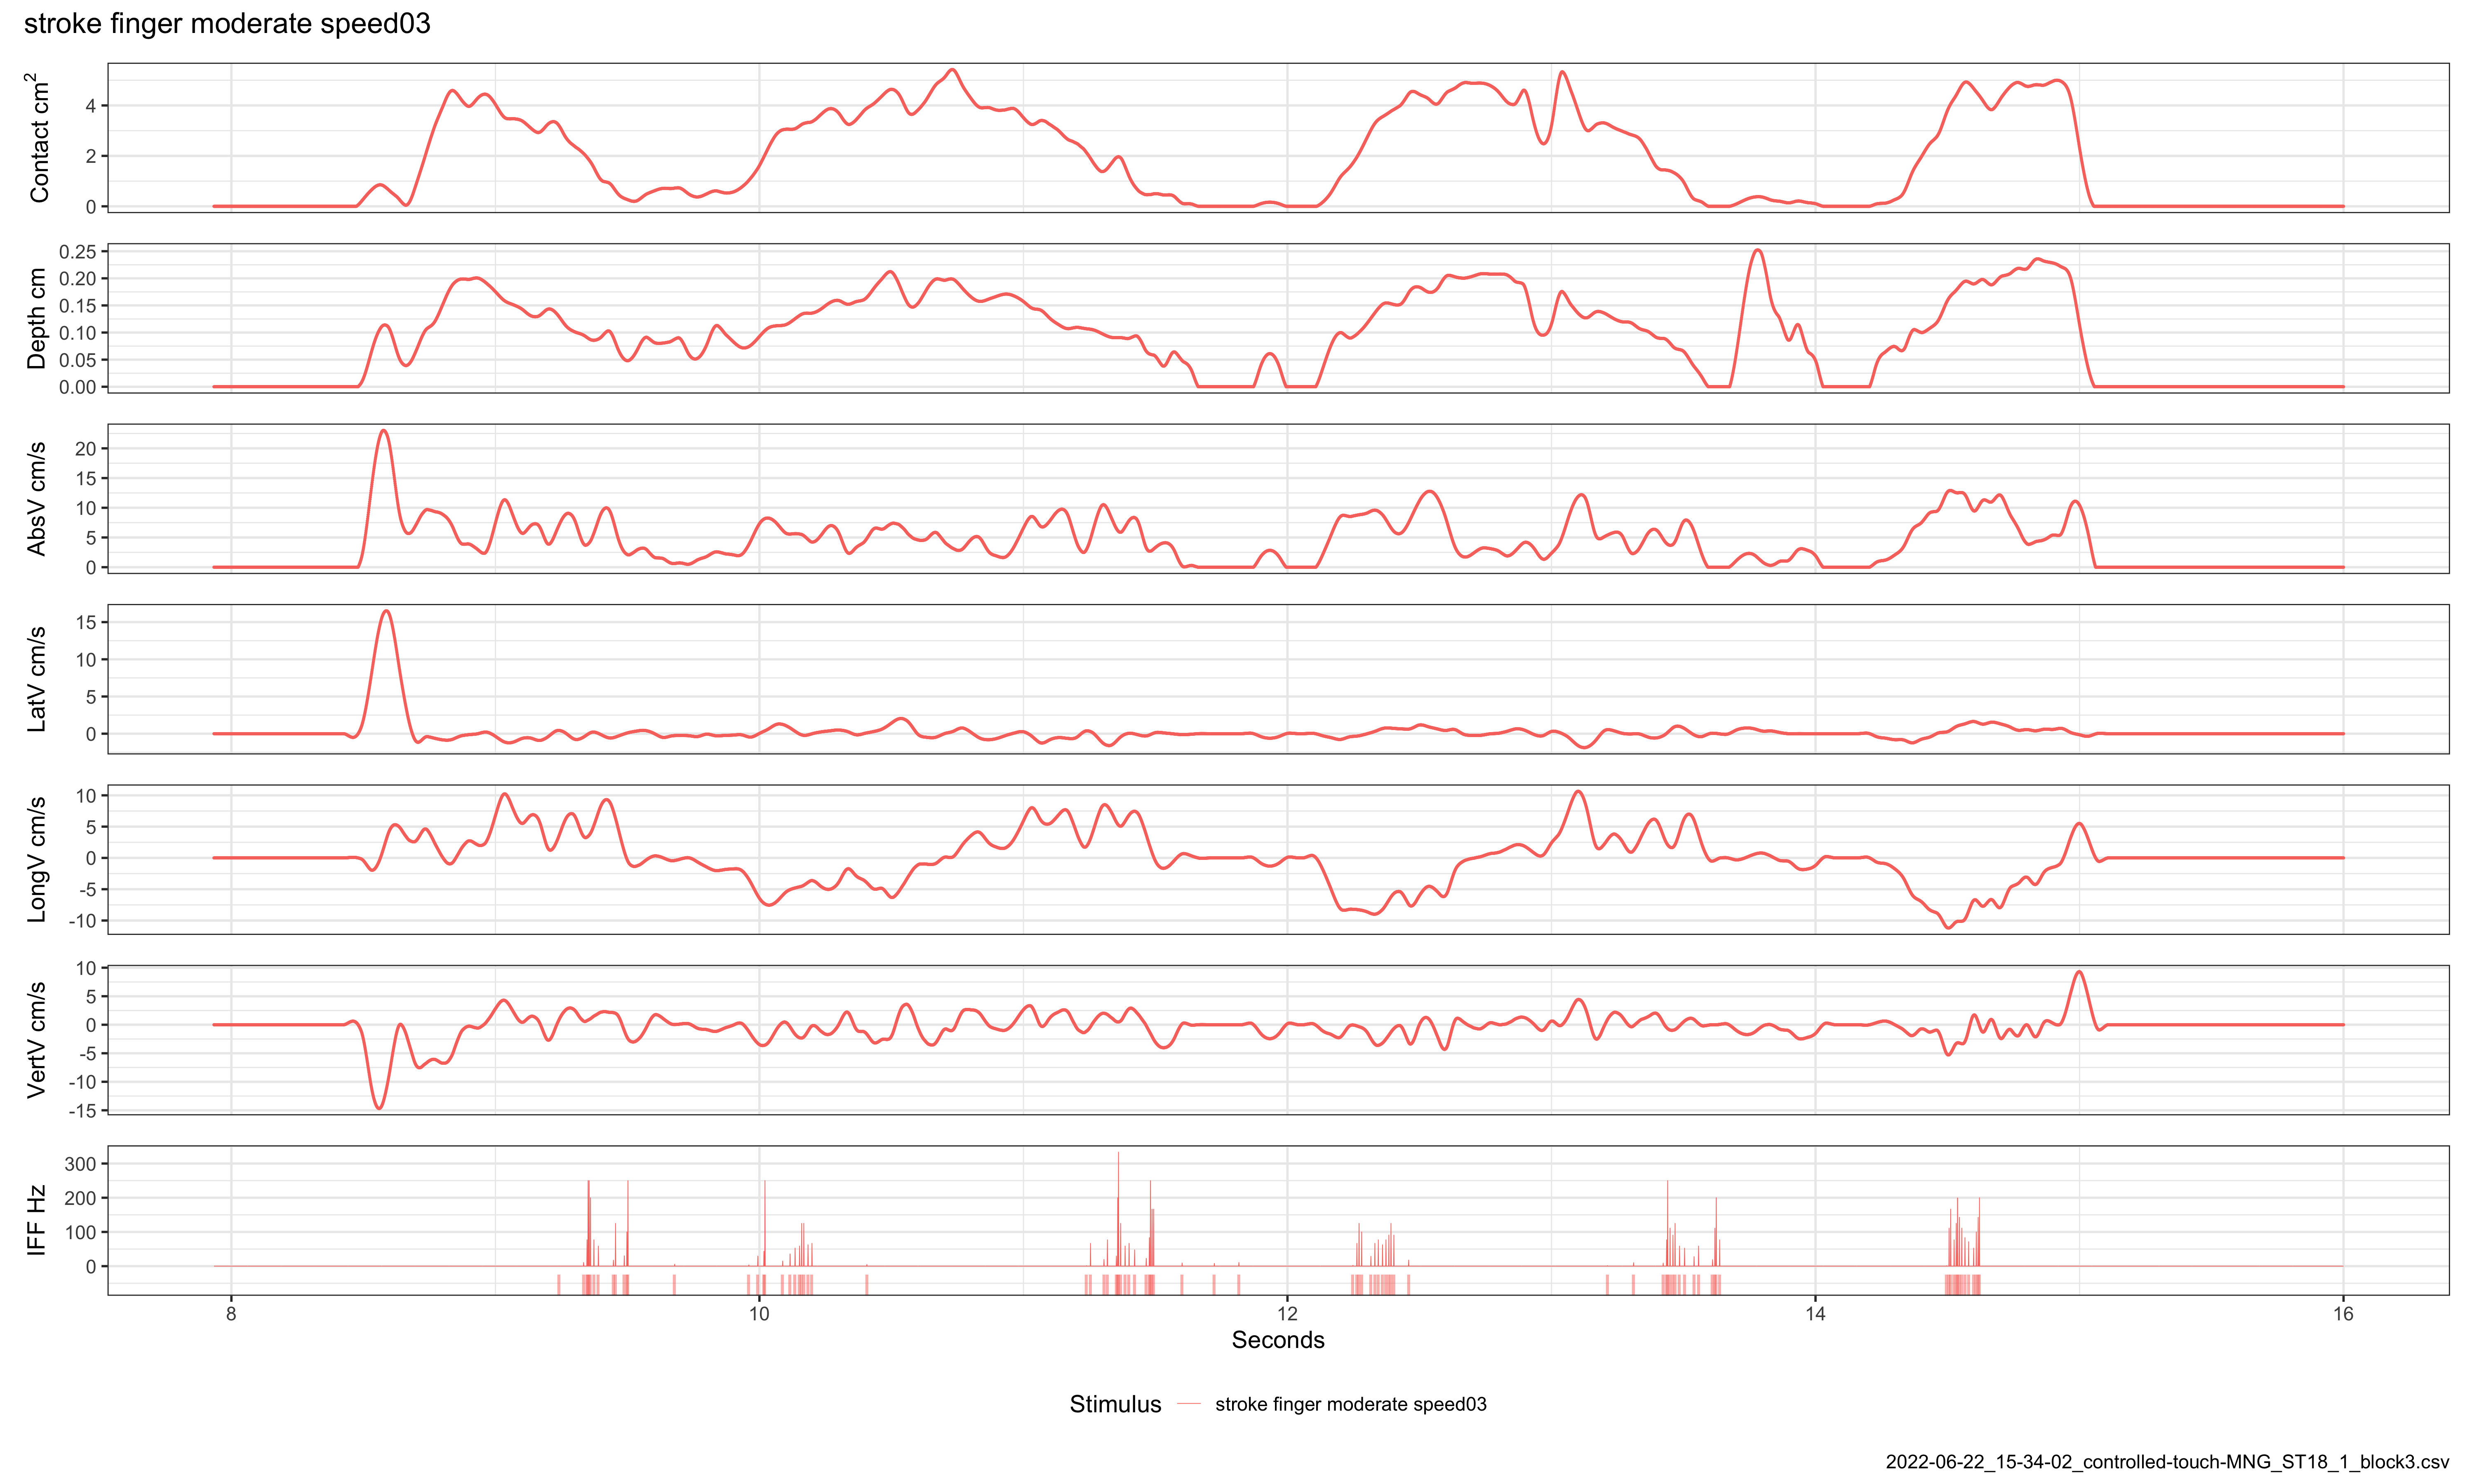 stroke finger moderate speed03
Contact cm²
4
2
0
Depth cm
0.25
0.20
0.15
0.10
0.05
0.00
AbsV cm/s
20
15
10
5
0
LatV cm/s
15
10
5
0
LongV cm/s
10
5
0
-5
-10
VertV cm/s
10
5
0
-5
-10
-15
IFF Hz
300
200
100
0
8 10 12 14 16
Seconds
Stimulus stroke finger moderate speed03
2022-06-22_15-34-02_controlled-touch-MNG_ST18_1_block3.csv